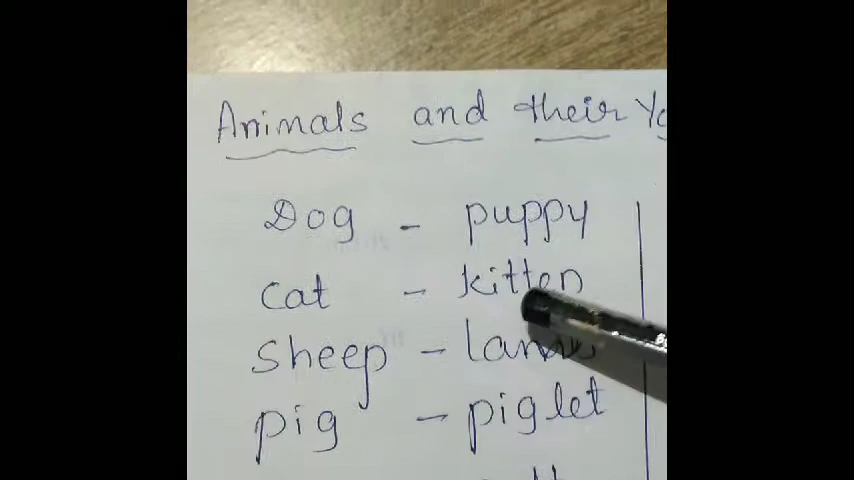 Animals and their
Dog - puppy
cat - kitten
sheep -
pig - piglet